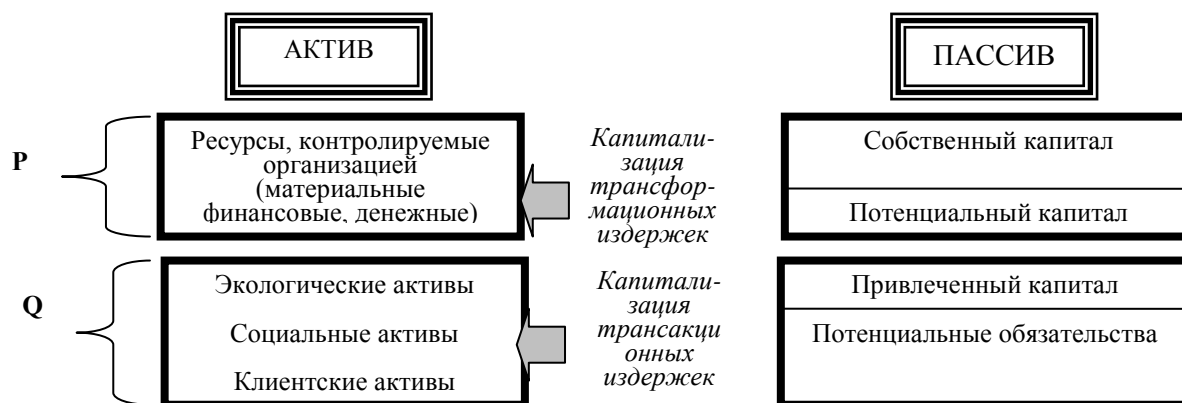 АКТИВ
ПАССИВ
P
Ресурсы, контролируемые
организацией
(материальные
финансовые, денежные)
Капитали-
зация
трансфор-
мационных
издержек
Собственный капитал
Потенциальный капитал
Q
Экологические активы
Социальные активы
Клиентские активы
Капитали-
зация
трансакци
онных
издержек
Привлеченный капитал
Потенциальные обязательства